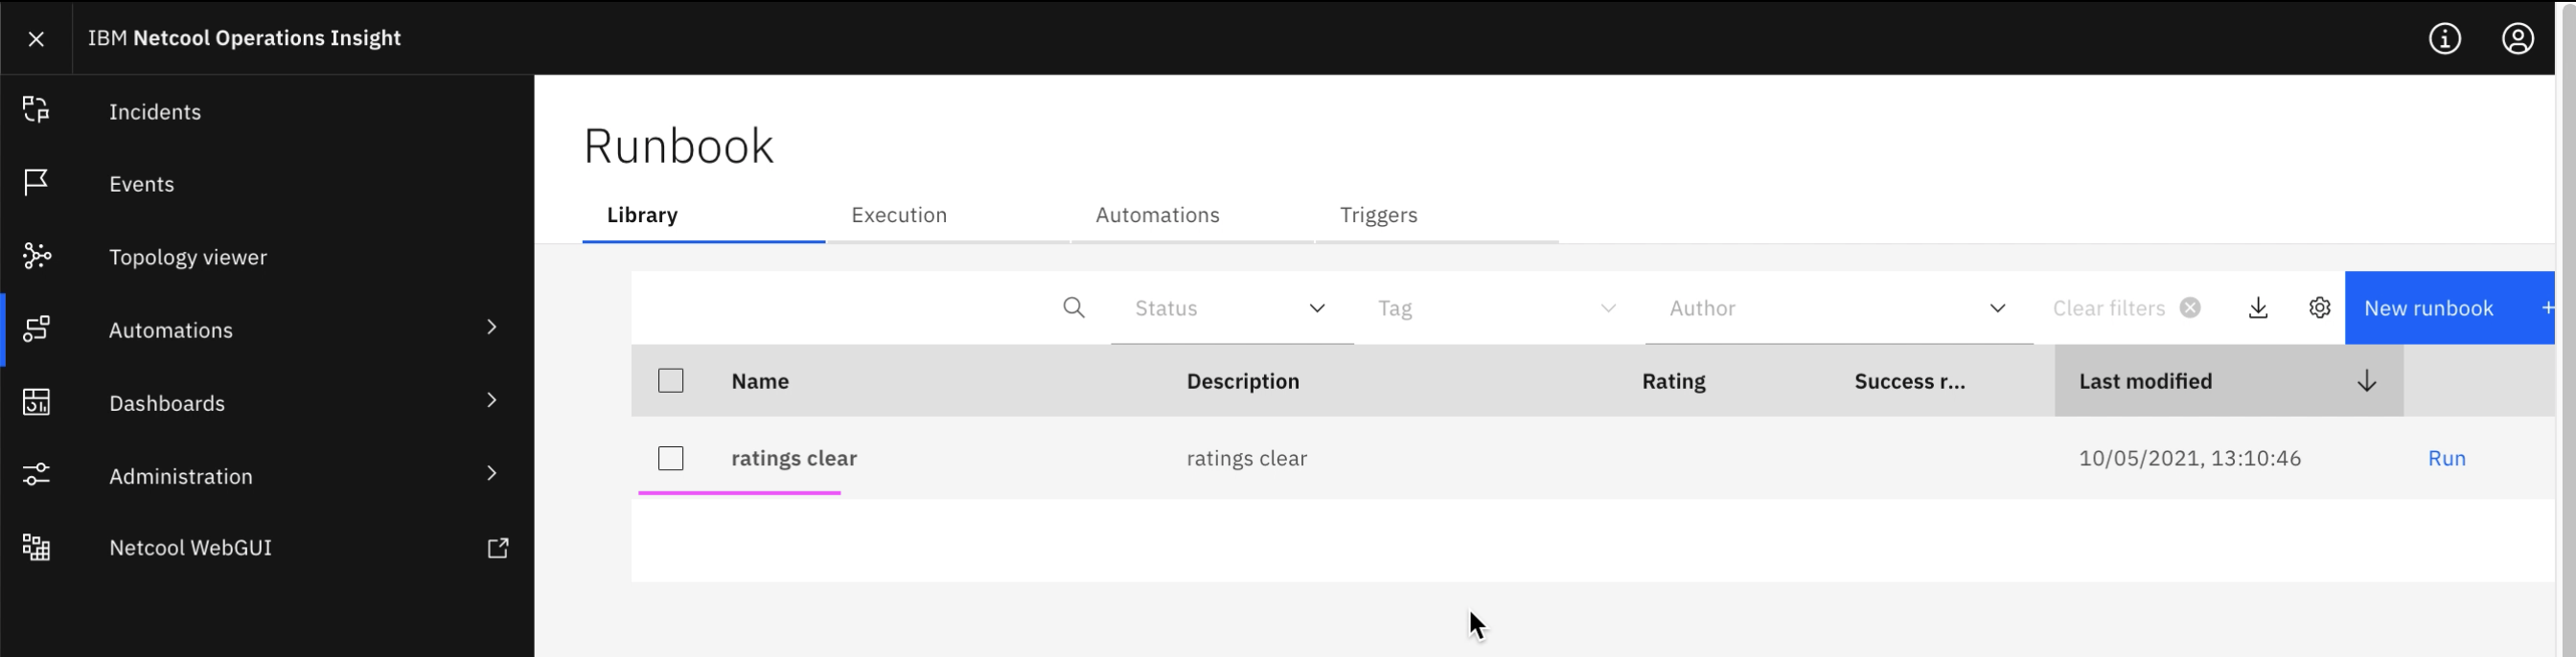 IBM Netcool Operations Insight
Incidents
Events
Topology viewer
Automations
Dashboards
Administration
Netcool WebGUI
Runbook
Library Execution Automations Triggers
Status Tag Author Clear filters New runbook +
Name Description Rating Success r... Last modified
ratings clear ratings clear 10/05/2021, 13:10:46 Run